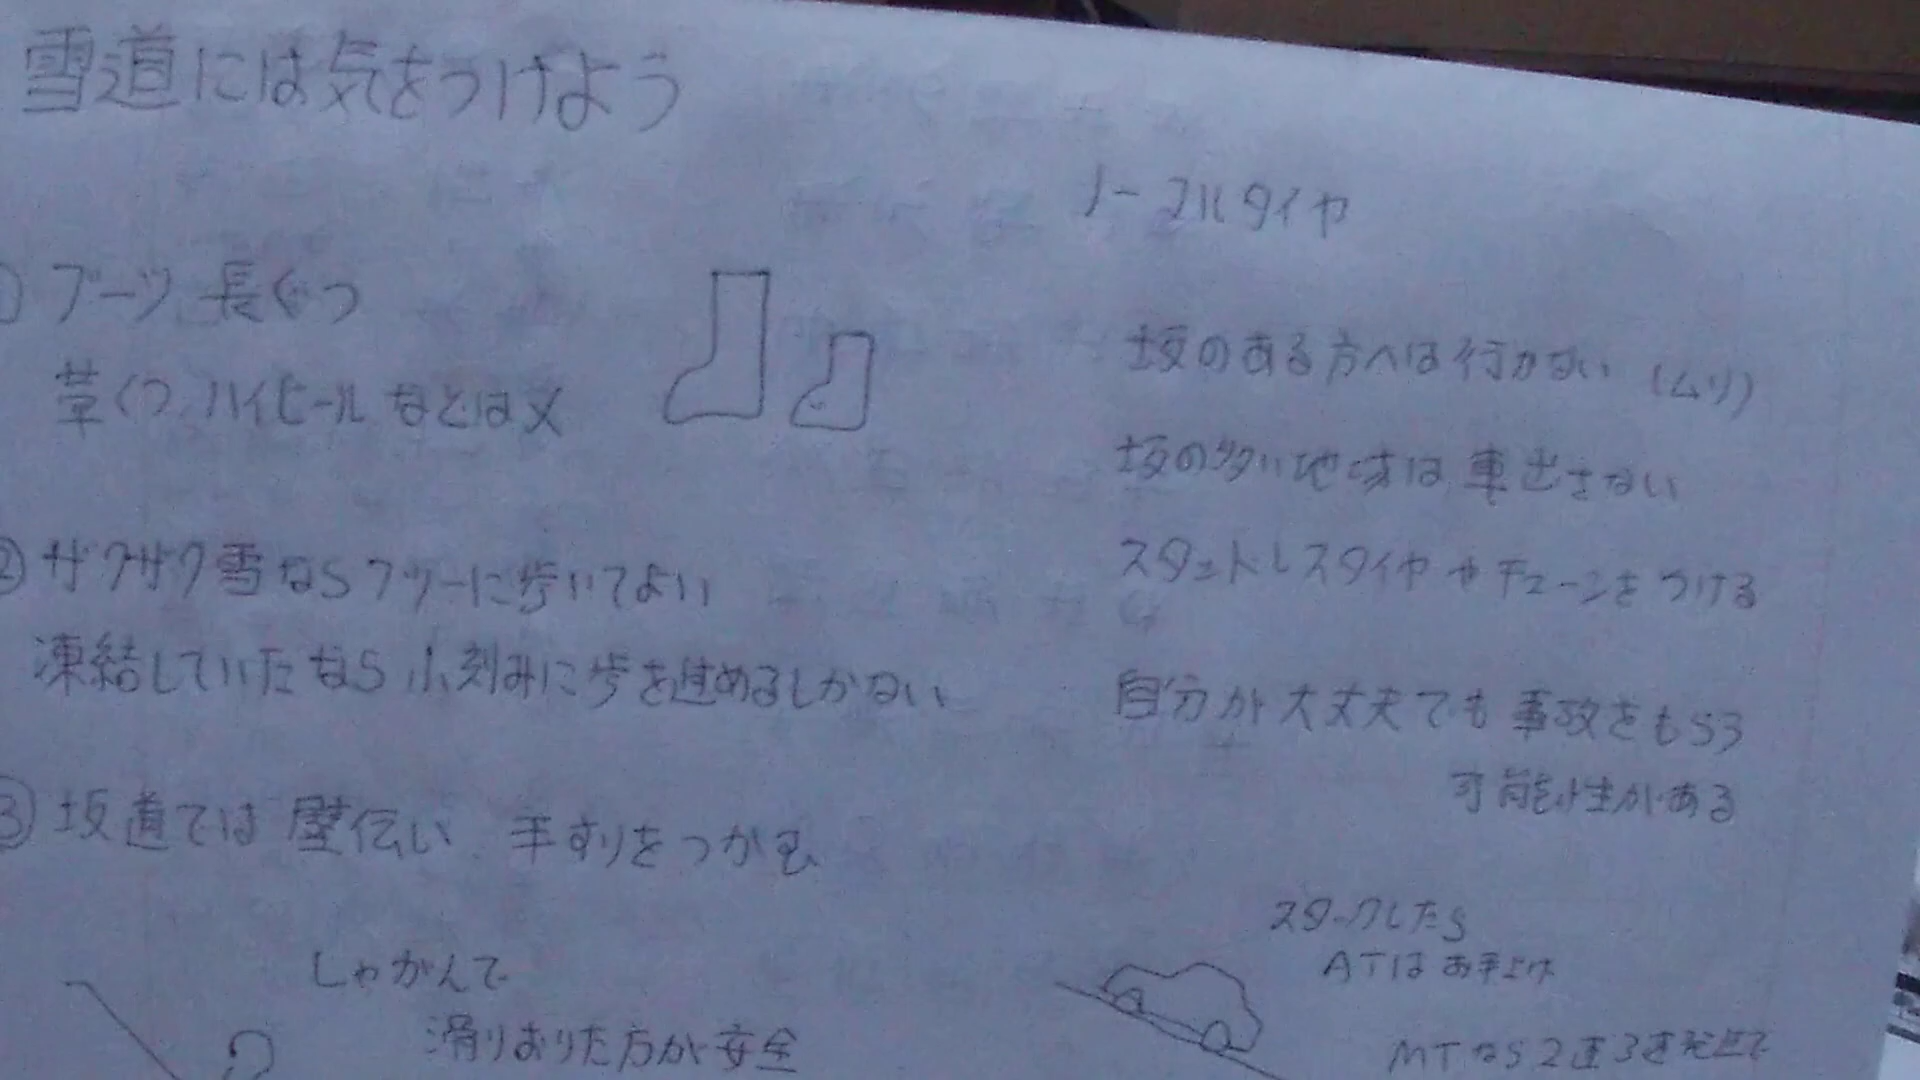 雪道には気をつけよう
① ブーツ 長ぐつ
革ぐつ ハイヒール などは✕
② ザクザク雪ならフツーに歩いてよい
凍結していたなら 小刻みに歩を進めるしかない
③ 坂道では 壁伝い 手すりをつかむ
しゃがんで
滑りおりた方が安全
ノーマルタイヤ
坂のある方へは行かない (ムリ)
坂の多い地域は 車出さない
スタッドレスタイヤやチェーンをつける
自分が大丈夫でも 事故をもらう
可能性がある
スタックしたら
ATはお手上げ
MTなら2速3速発進で